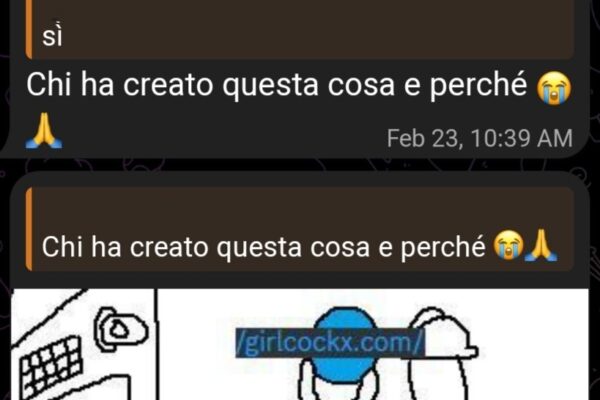 sì
Chi ha creato questa cosa e perché 😭
🙏
Feb 23, 10:39 AM
Chi ha creato questa cosa e perché 😭🙏
/girlcockx.com/